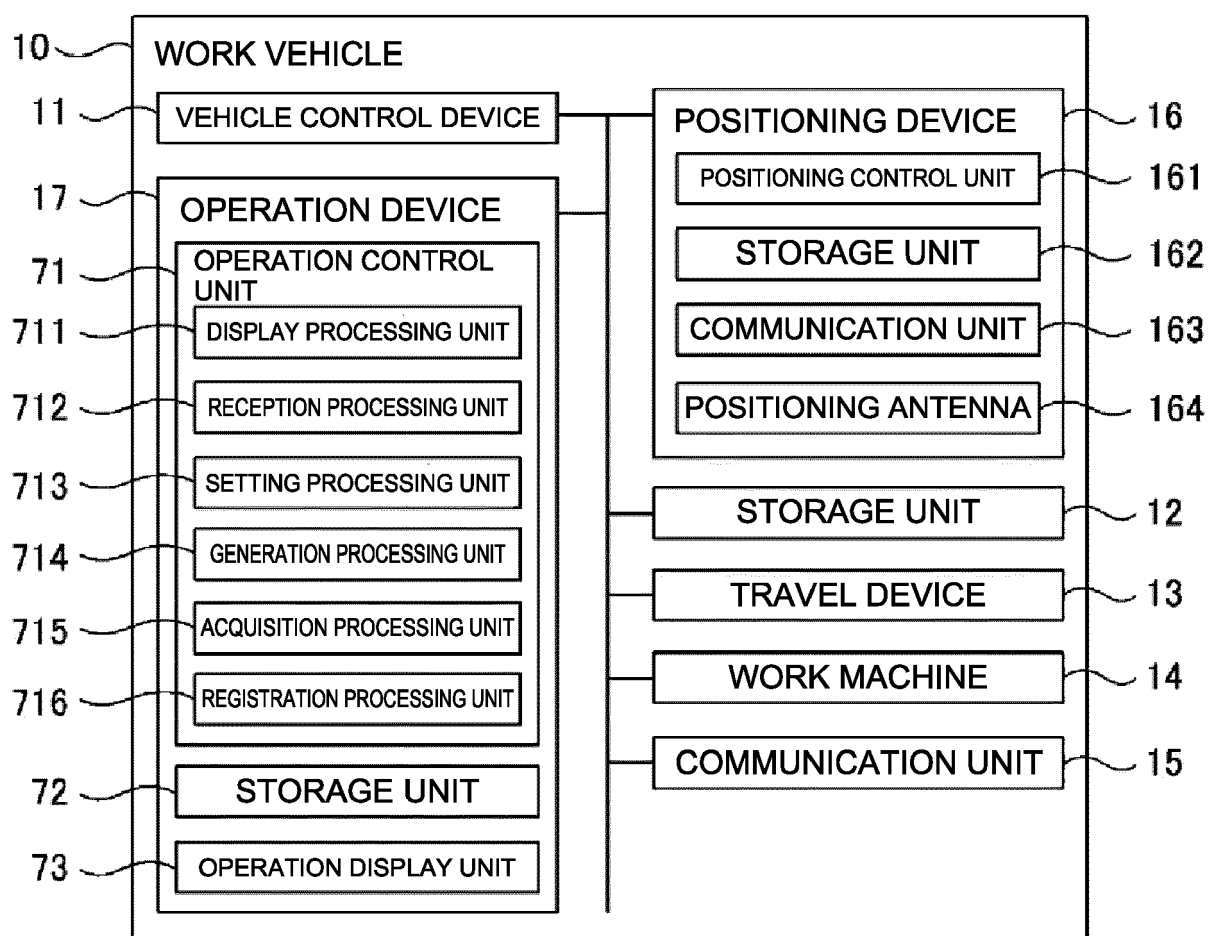 10
WORK VEHICLE
11
VEHICLE CONTROL DEVICE
17
OPERATION DEVICE
71
OPERATION CONTROL
UNIT
711
DISPLAY PROCESSING UNIT
712
RECEPTION PROCESSING UNIT
713
SETTING PROCESSING UNIT
714
GENERATION PROCESSING UNIT
715
ACQUISITION PROCESSING UNIT
716
REGISTRATION PROCESSING UNIT
72
STORAGE UNIT
73
OPERATION DISPLAY UNIT
POSITIONING DEVICE
16
POSITIONING CONTROL UNIT
161
STORAGE UNIT
162
COMMUNICATION UNIT
163
POSITIONING ANTENNA
164
STORAGE UNIT
12
TRAVEL DEVICE
13
WORK MACHINE
14
COMMUNICATION UNIT
15